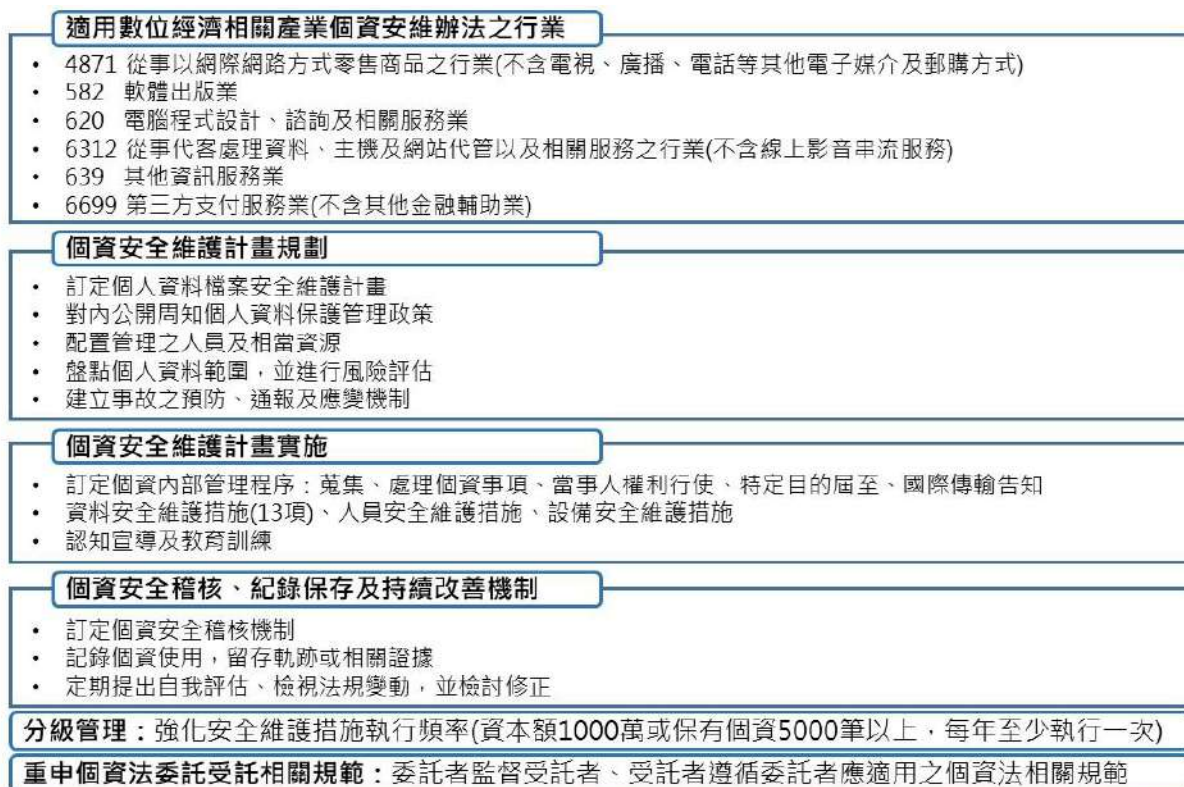 適用數位經濟相關產業個資安維辦法之行業
• 4871 從事以網際網路方式零售商品之行業(不含電視、廣播、電話等其他電子媒介及郵購方式)
• 582 軟體出版業
• 620 電腦程式設計、諮詢及相關服務業
• 6312 從事代客處理資料、主機及網站代管以及相關服務之行業(不含線上影音串流服務)
• 639 其他資訊服務業
• 6699 第三方支付服務業(不含其他金融輔助業)
個資安全維護計畫規劃
• 訂定個人資料檔案安全維護計畫
• 對內公開周知個人資料保護管理政策
• 配置管理之人員及相當資源
• 盤點個人資料範圍，並進行風險評估
• 建立事故之預防、通報及應變機制
個資安全維護計畫實施
• 訂定個資內部管理程序：蒐集、處理個資事項、當事人權利行使、特定目的屆至、國際傳輸告知
• 資料安全維護措施(13項)、人員安全維護措施、設備安全維護措施
• 認知宣導及教育訓練
個資安全稽核、紀錄保存及持續改善機制
• 訂定個資安全稽核機制
• 記錄個資使用，留存軌跡或相關證據
• 定期提出自我評估、檢視法規變動，並檢討修正
分級管理：強化安全維護措施執行頻率(資本額1000萬或保有個資5000筆以上，每年至少執行一次)
重申個資法委託受託相關規範：委託者監督受託者、受託者遵循委託者應適用之個資法相關規範